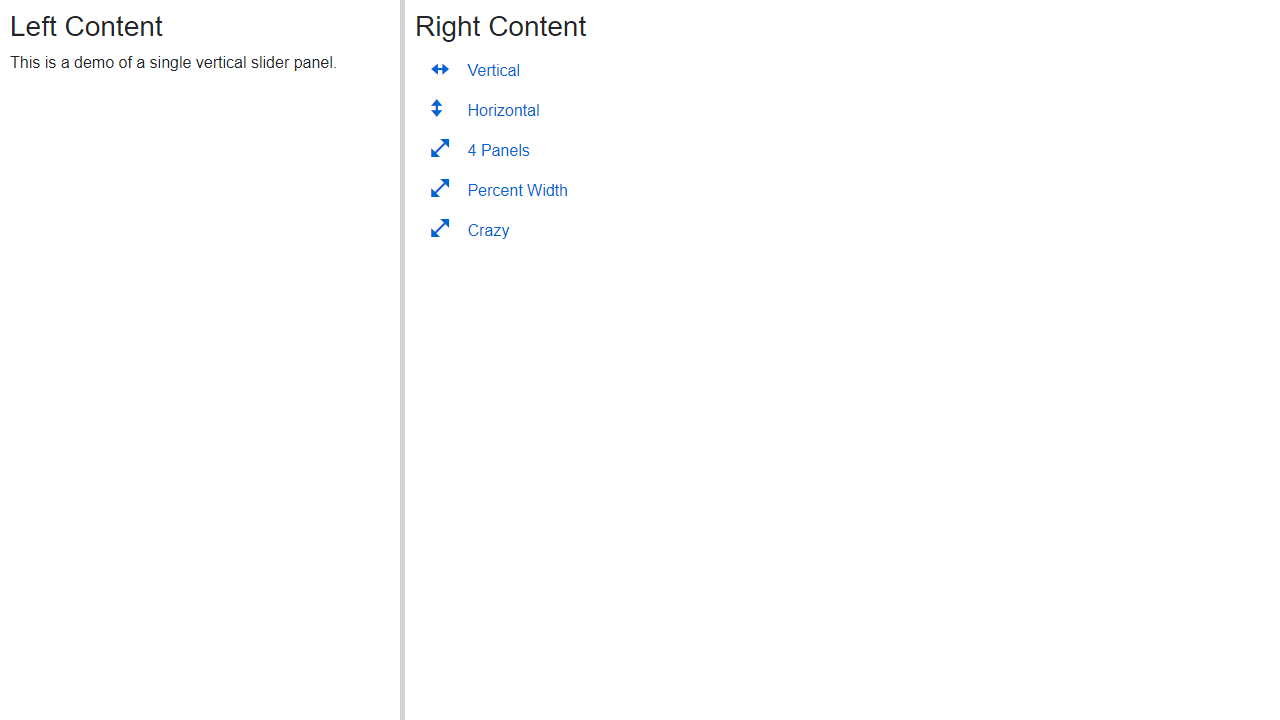 Left Content
This is a demo of a single vertical slider panel.
Right Content
Vertical
Horizontal
4 Panels
Percent Width
Crazy